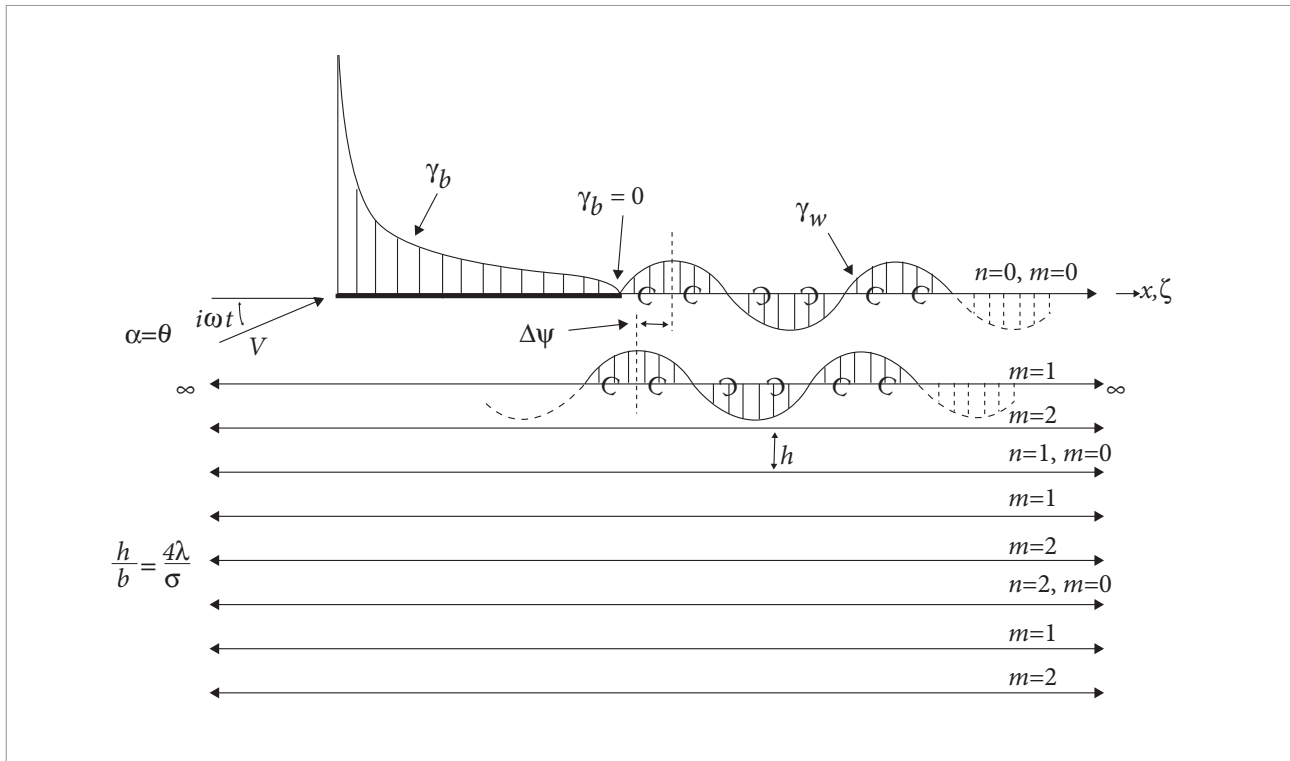 γb
γb = 0
γw
n=0, m=0
x,ζ
iωt
α=θ
V
Δψ
∞
m=1
∞
m=2
h
n=1, m=0
m=1
h/b = 4λ/σ
m=2
n=2, m=0
m=1
m=2